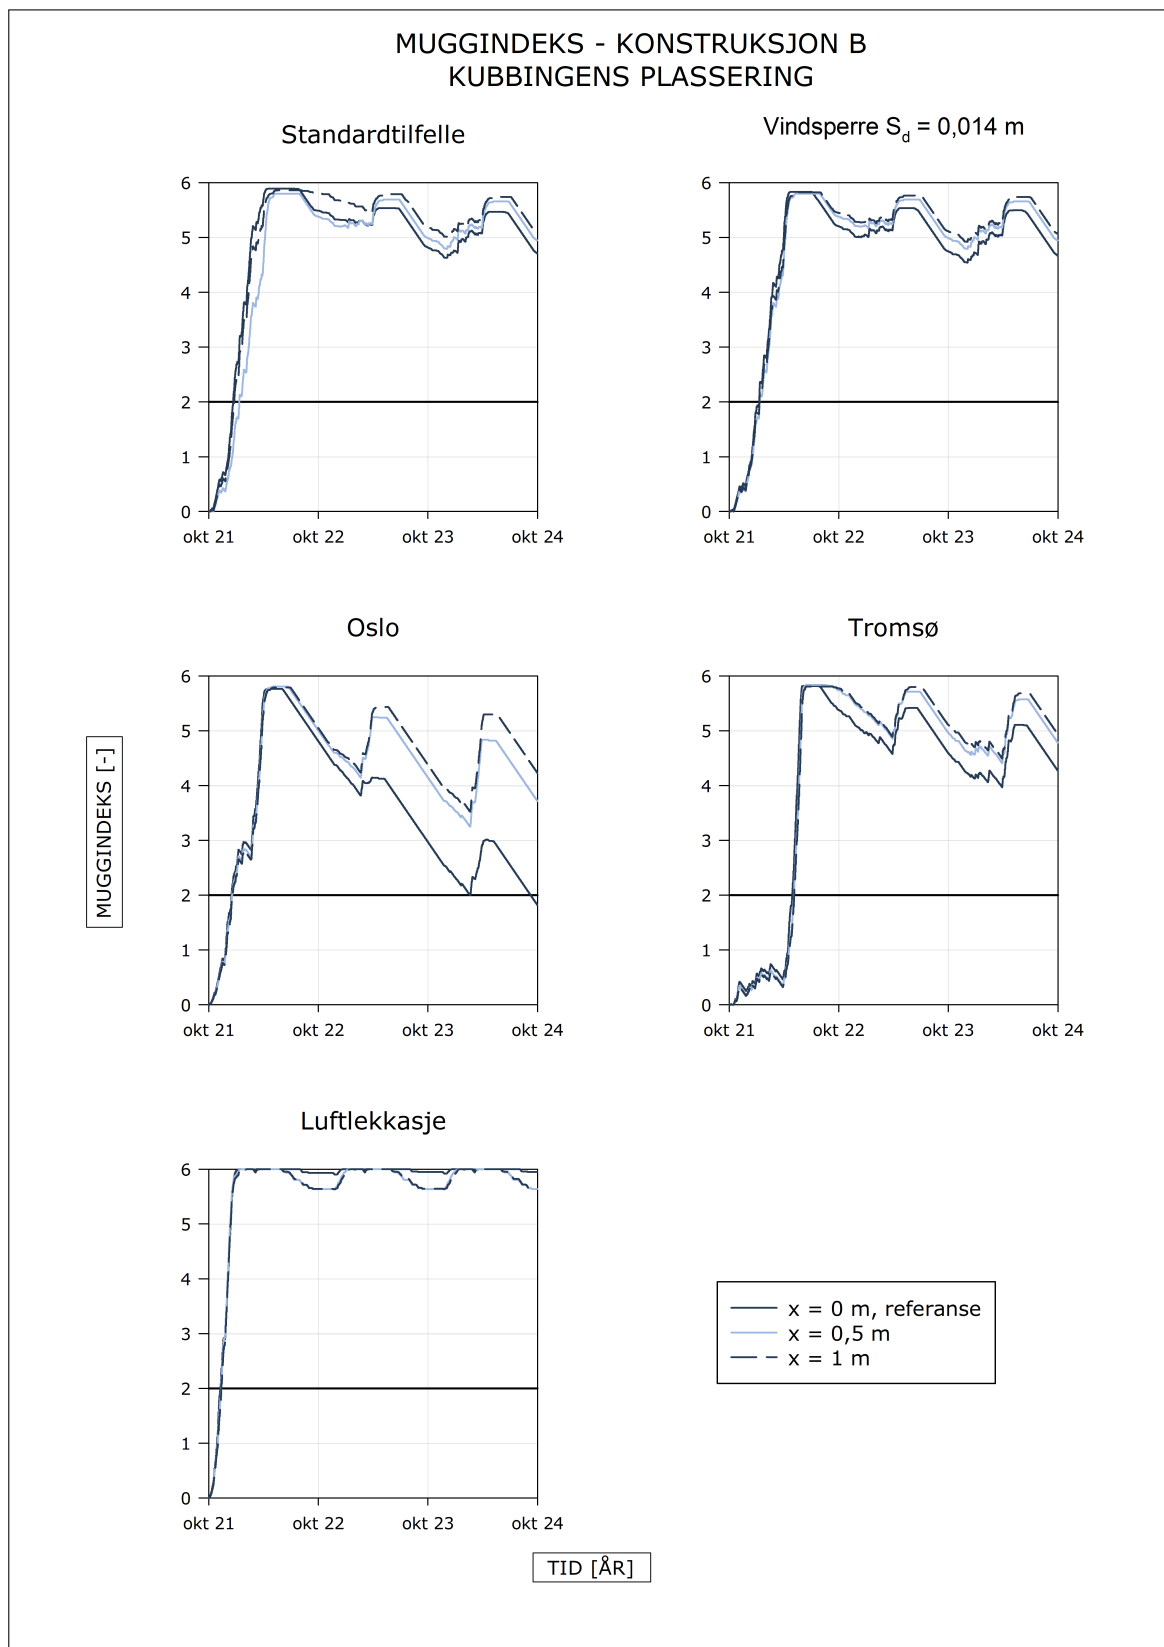 MUGGINDEKS - KONSTRUKSJON B
KUBBINGENS PLASSERING
Standardtilfelle
6
5
4
3
2
1
0
okt 21 okt 22 okt 23 okt 24
Vindsperre Sd = 0,014 m
6
5
4
3
2
1
0
okt 21 okt 22 okt 23 okt 24
Oslo
6
5
4
3
2
1
0
okt 21 okt 22 okt 23 okt 24
Tromsø
6
5
4
3
2
1
0
okt 21 okt 22 okt 23 okt 24
MUGGINDEKS [-]
Luftlekkasje
6
5
4
3
2
1
0
okt 21 okt 22 okt 23 okt 24
x = 0 m, referanse
x = 0,5 m
x = 1 m
TID [ÅR]